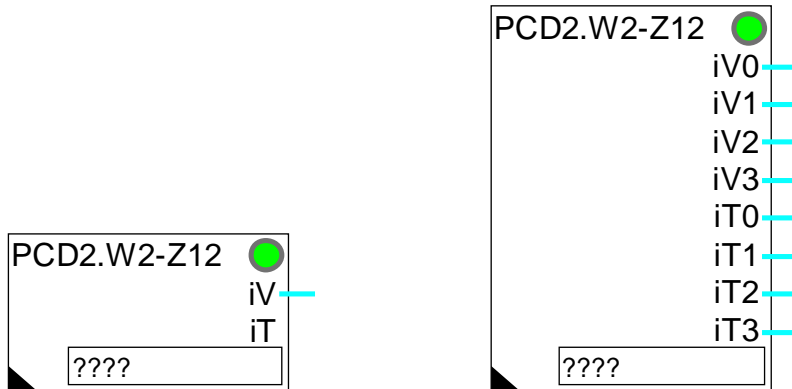 PCD2.W2-Z12
iV
iT
????
PCD2.W2-Z12
iV0
iV1
iV2
iV3
iT0
iT1
iT2
iT3
????